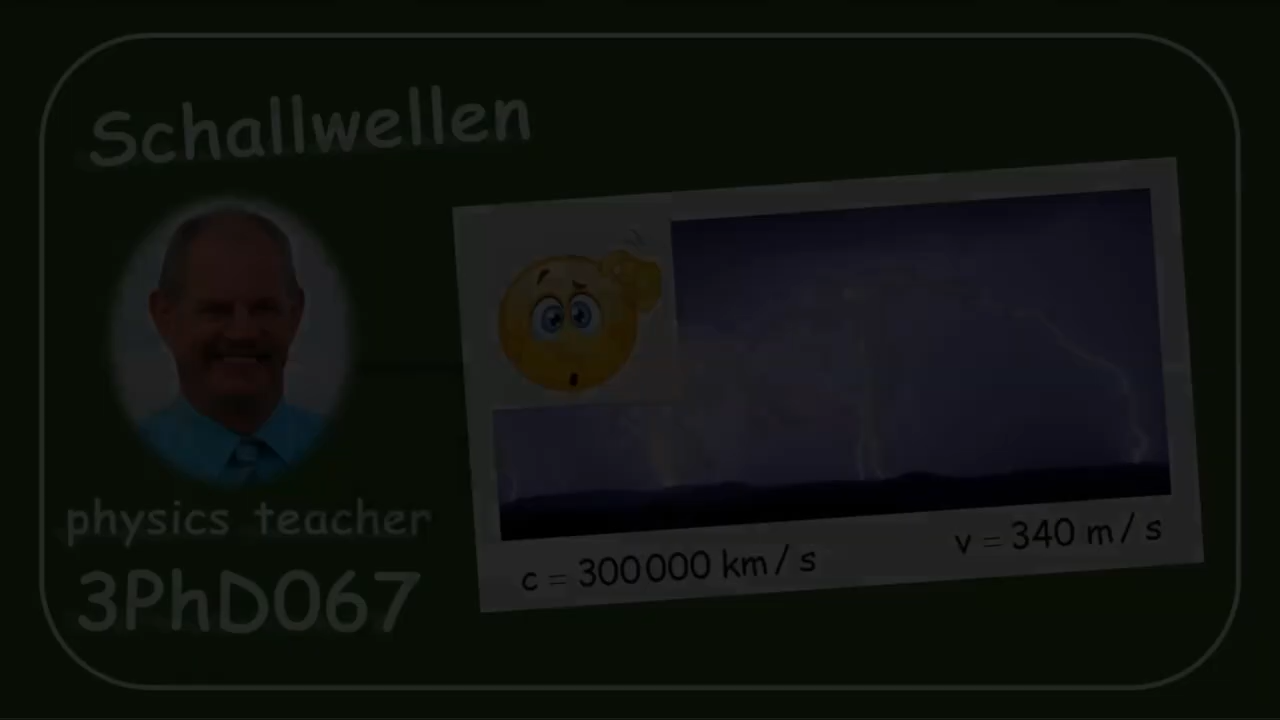 Schallwellen
physics teacher
3PhD067
c = 300 000 km / s
v = 340 m / s